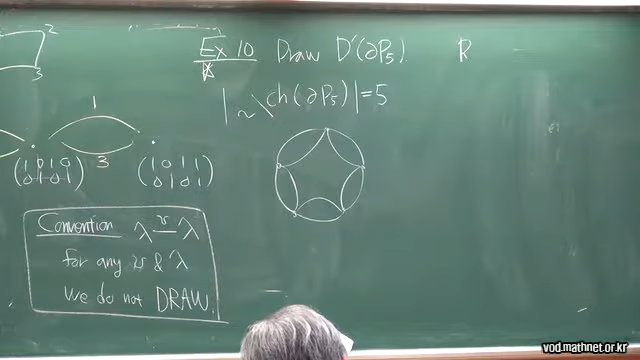 2
3
Ex 10 Draw D'(∂P₅). R
|~\ch(∂P₅)| = 5
1
3
(1 0 1 0
0 1 0 1)
(1 0 1 1
0 1 0 1)
Convention λ —v— λ
For any v & λ
we do not DRAW.
vod.mathnet.or.kr